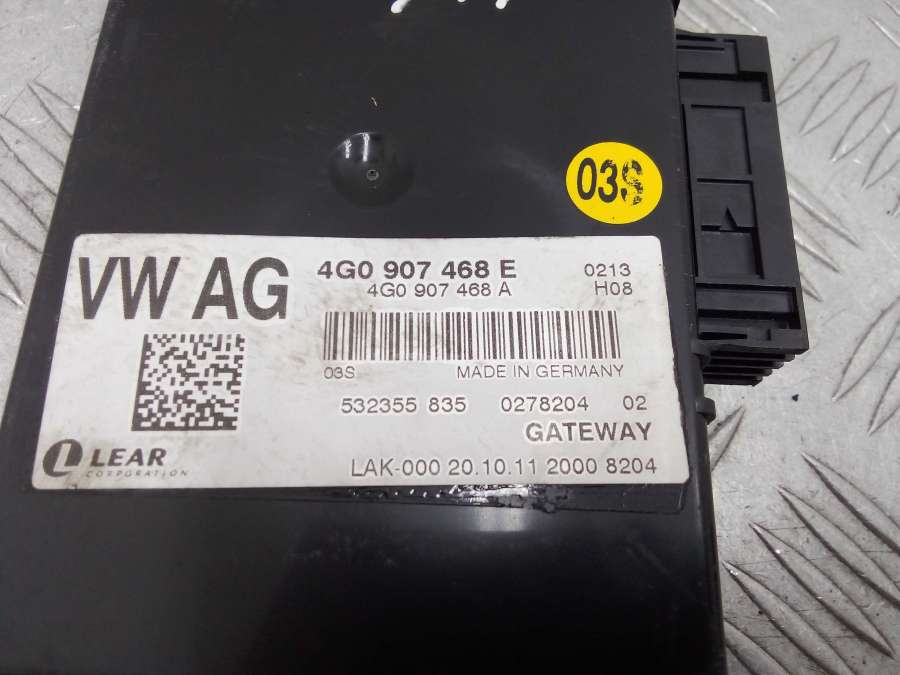 03S
VW AG
4G0 907 468 E 0213
4G0 907 468 A H08
03S MADE IN GERMANY
532355 835 0278204 02
GATEWAY
LEAR
CORPORATION
LAK-000 20.10.11 2000 8204